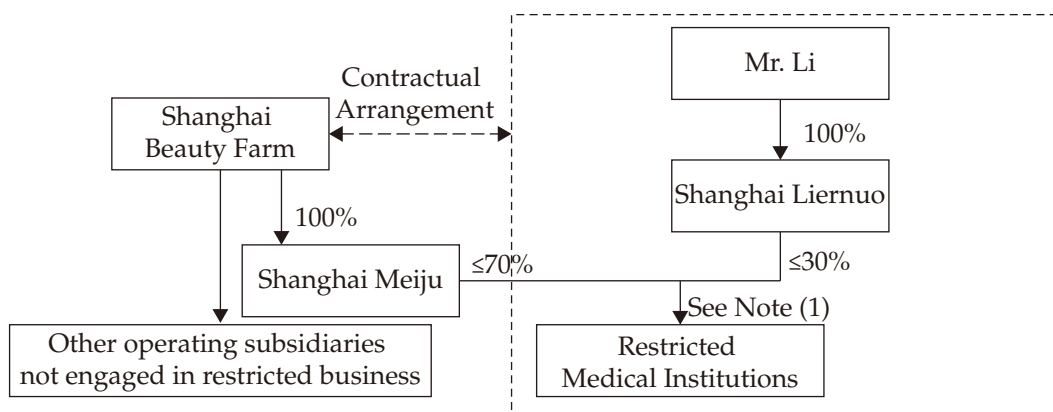 Mr. Li
Contractual
Arrangement
Shanghai
Beauty Farm
100%
Shanghai Liernuo
100%
Shanghai Meiju
≤70%
≤30%
See Note (1)
Other operating subsidiaries
not engaged in restricted business
Restricted
Medical Institutions